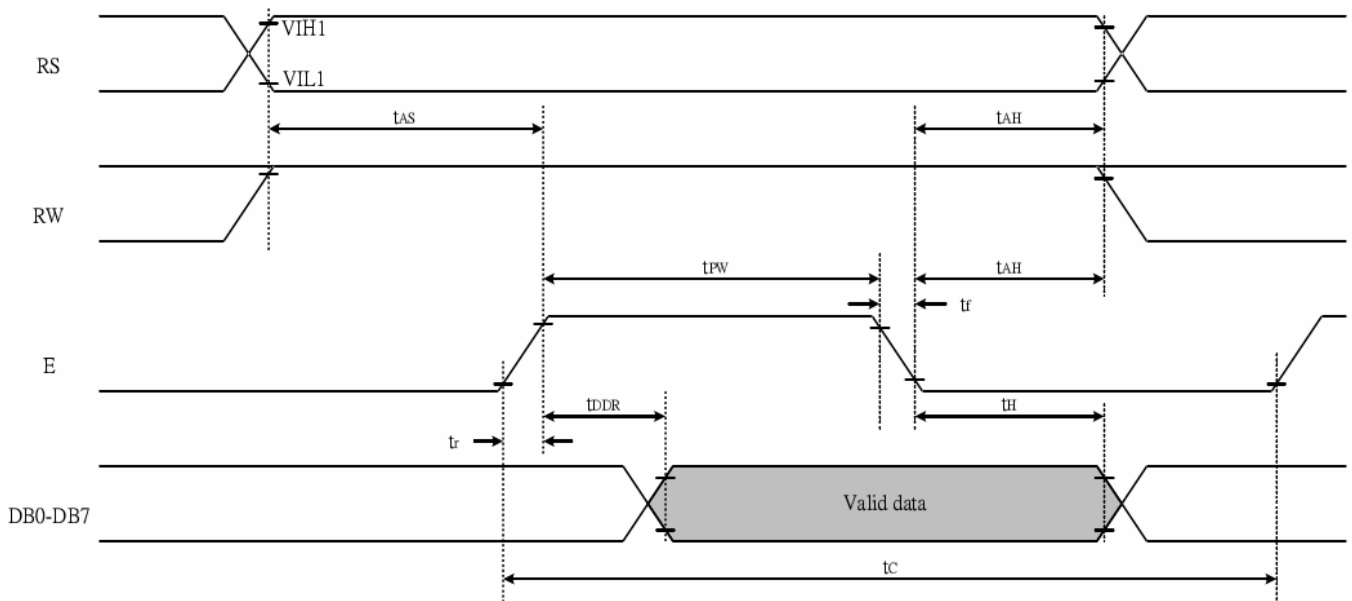 VIH1
RS
VIL1
tAS
tAH
RW
tPW
tAH
tf
E
tDDR
tH
tr
Valid data
DB0-DB7
tC